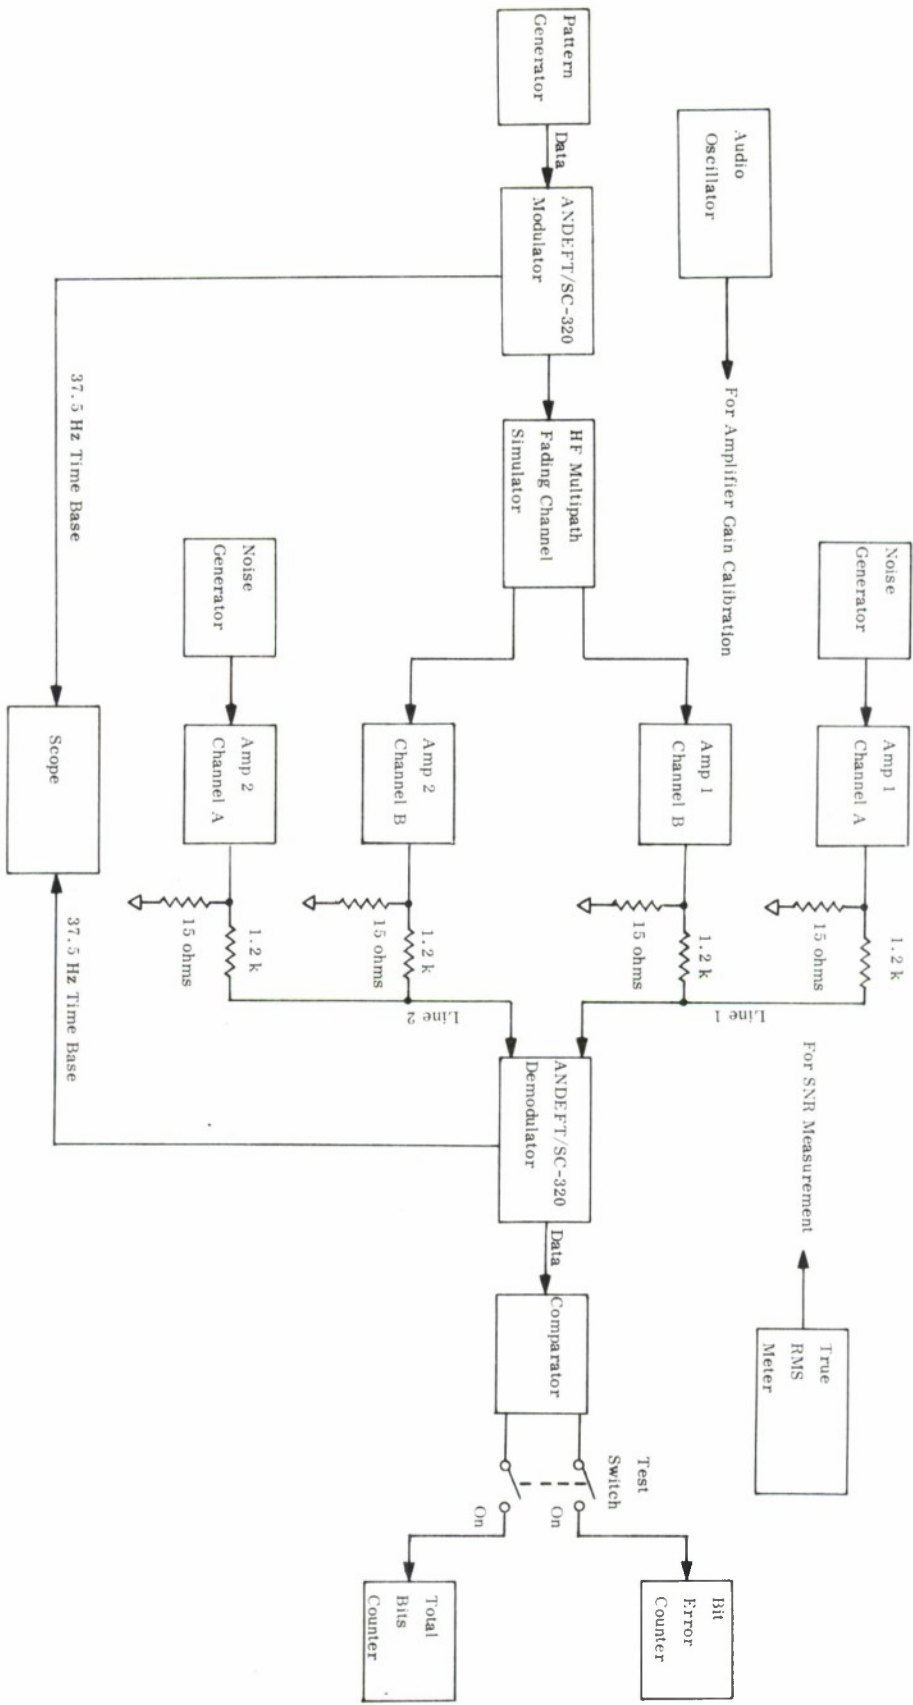 Pattern
Generator
Data
ANDEFT/SC-320
Modulator
Audio
Oscillator
For Amplifier Gain Calibration
HF Multipath
Fading Channel
Simulator
37.5 Hz Time Base
Noise
Generator
Amp 1
Channel A
1.2 k
15 ohms
Amp 1
Channel B
1.2 k
15 ohms
Line 1
Amp 2
Channel B
1.2 k
15 ohms
Line 2
Noise
Generator
Amp 2
Channel A
1.2 k
15 ohms
Scope
37.5 Hz Time Base
ANDEFT/SC-320
Demodulator
Data
For SNR Measurement
True
RMS
Meter
Comparator
Test
Switch
On
On
Bit
Error
Counter
Total
Bits
Counter